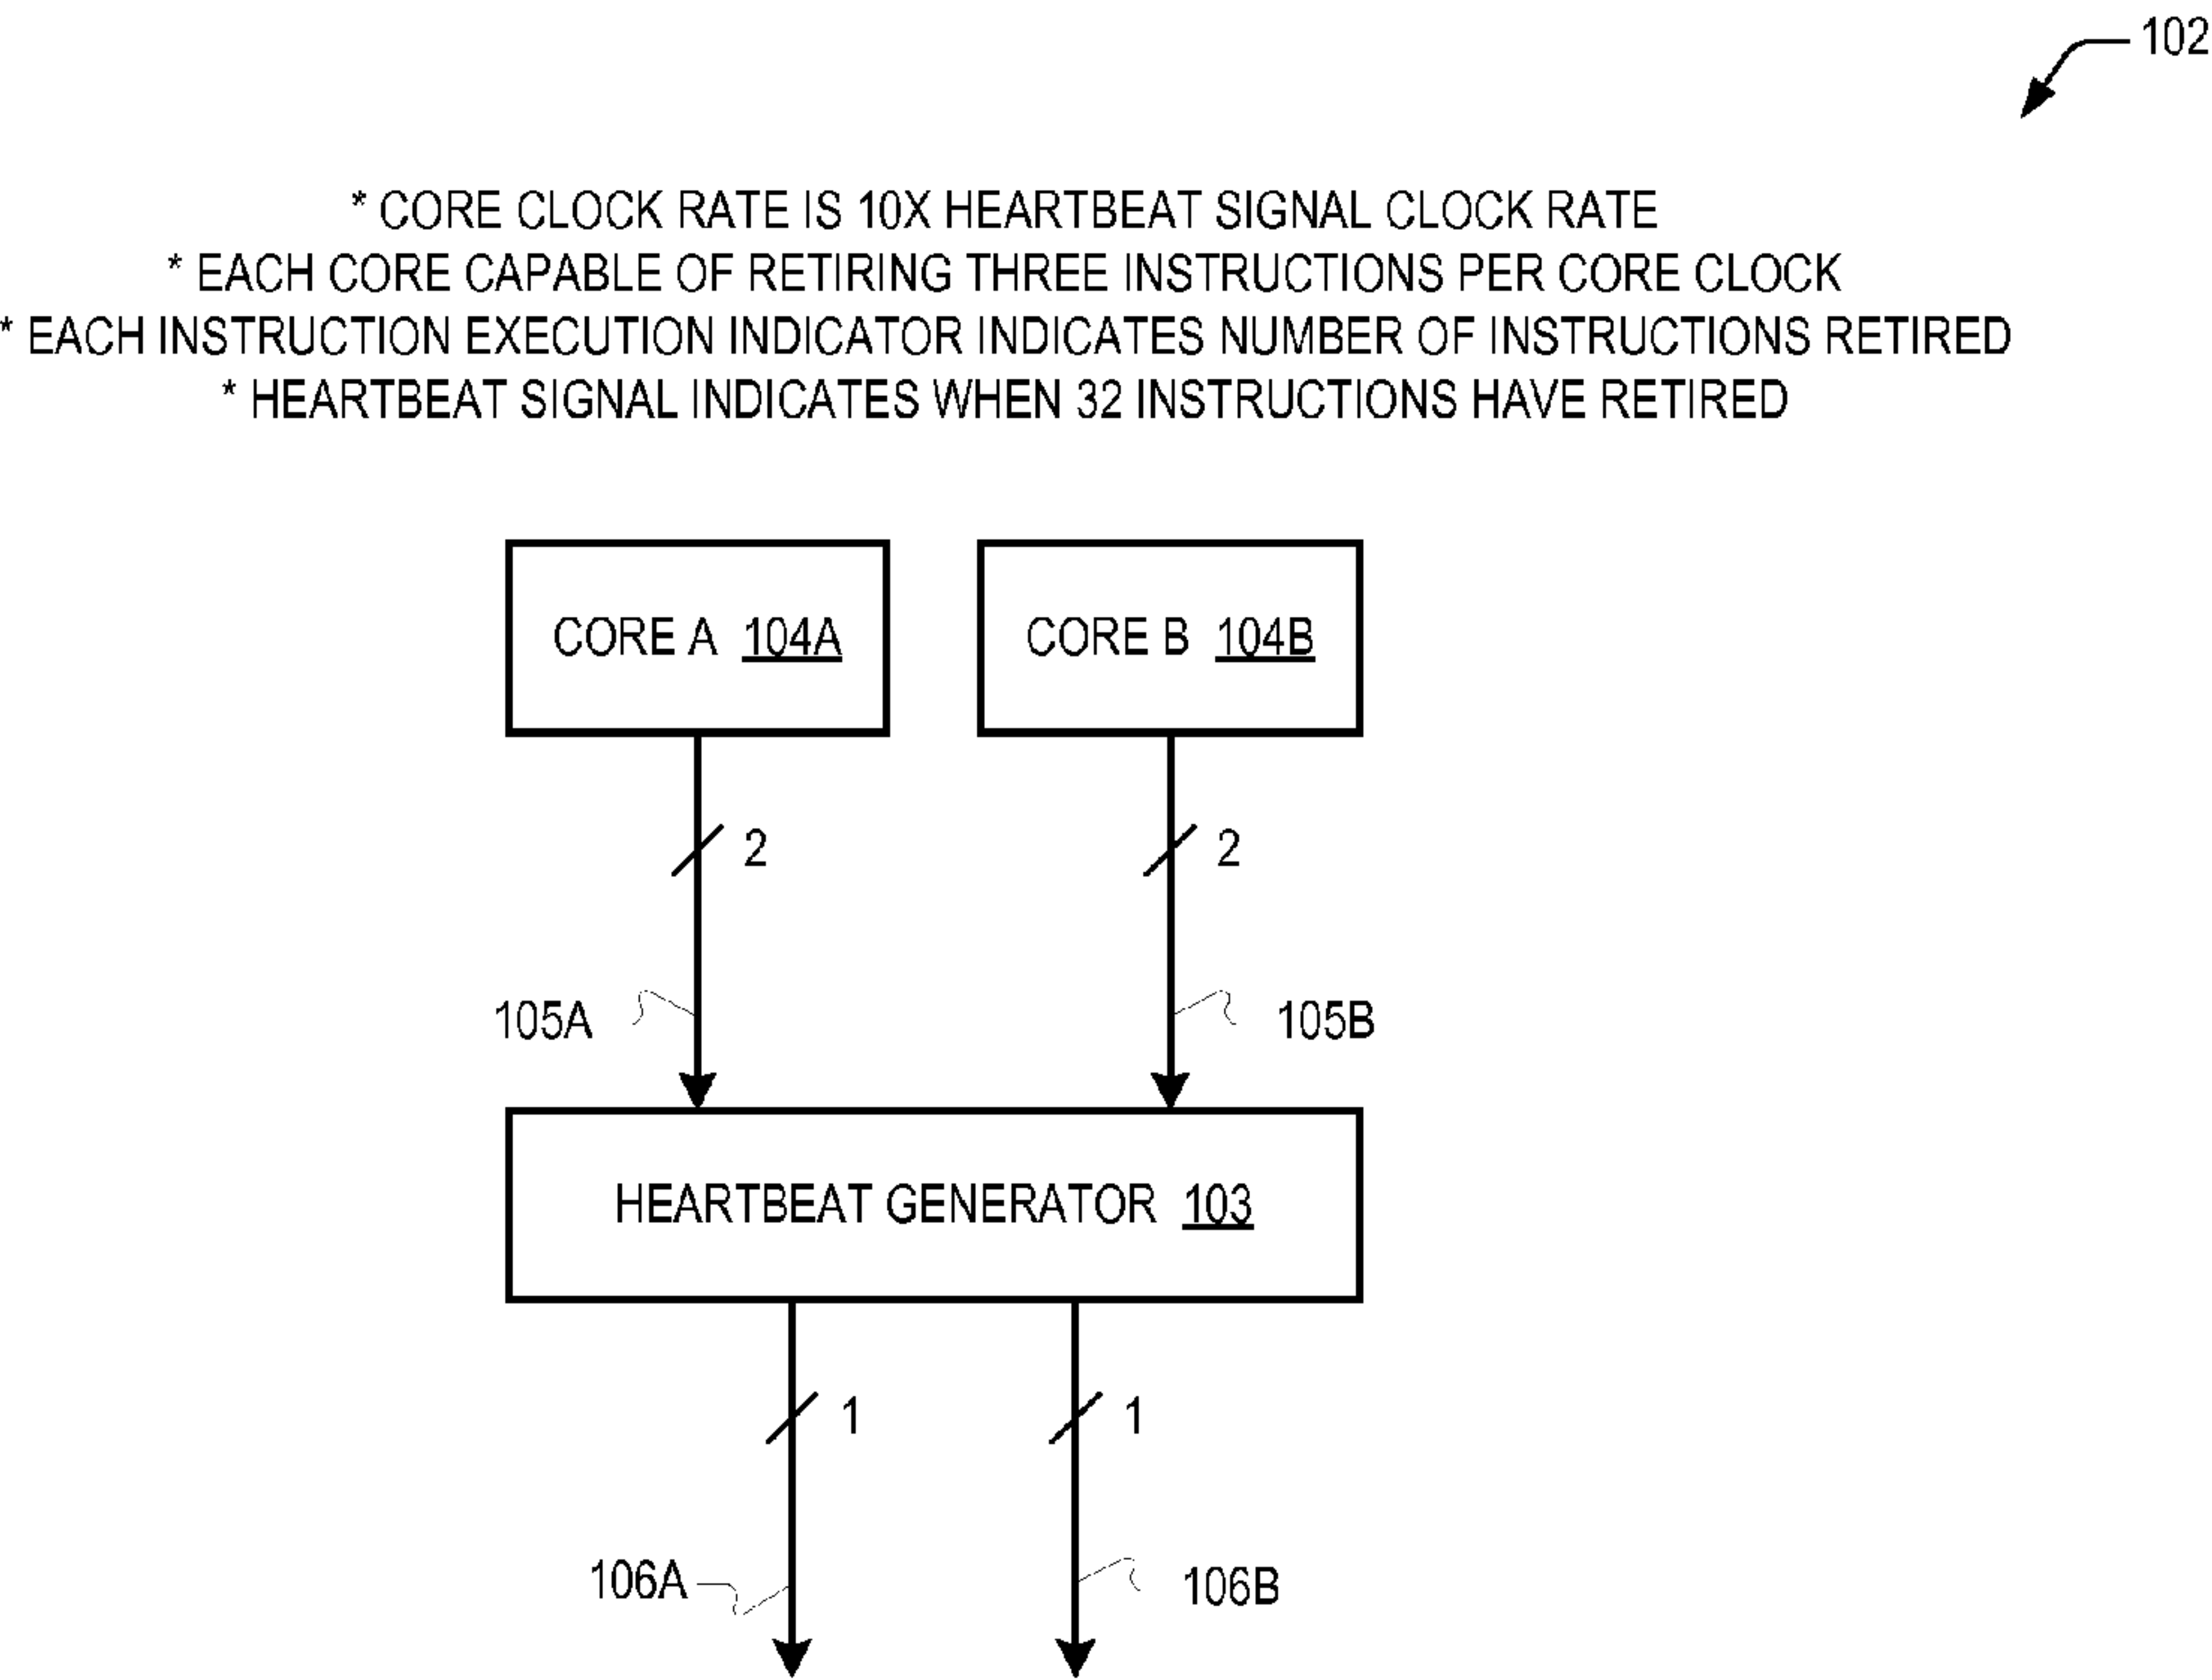 102
* CORE CLOCK RATE IS 10X HEARTBEAT SIGNAL CLOCK RATE
* EACH CORE CAPABLE OF RETIRING THREE INSTRUCTIONS PER CORE CLOCK
* EACH INSTRUCTION EXECUTION INDICATOR INDICATES NUMBER OF INSTRUCTIONS RETIRED
* HEARTBEAT SIGNAL INDICATES WHEN 32 INSTRUCTIONS HAVE RETIRED
CORE A 104A
CORE B 104B
2
2
105A
105B
HEARTBEAT GENERATOR 103
1
1
106A
106B